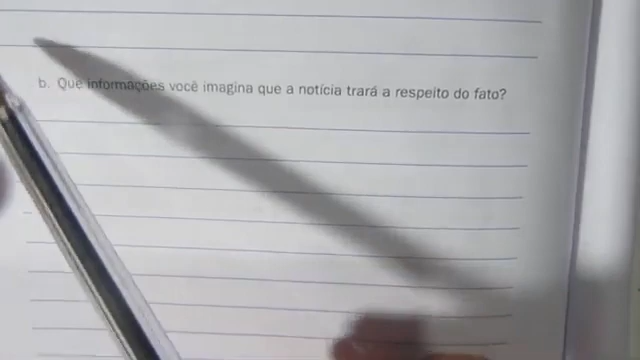 b. Que informações você imagina que a notícia trará a respeito do fato?